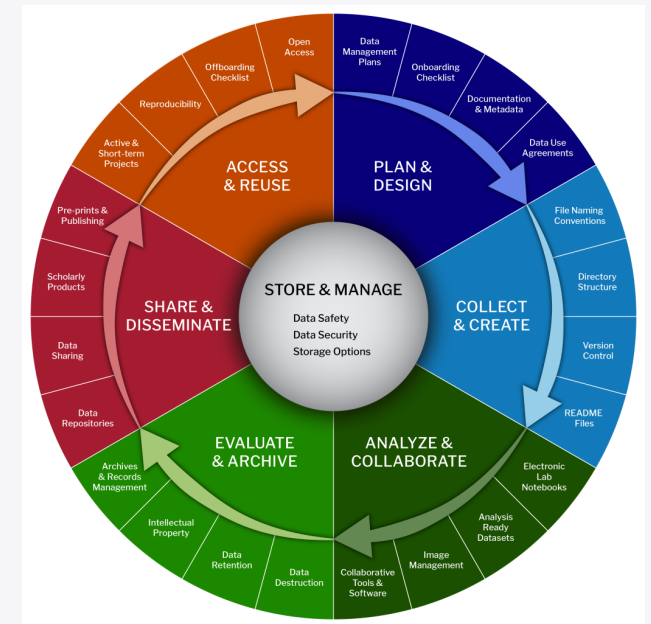 Open
Access
Data
Management
Plans
Offboarding
Checklist
Onboarding
Checklist
Reproducibility
Documentation
& Metadata
Active &
Short-term
Projects
Data Use
Agreements
ACCESS
& REUSE
PLAN &
DESIGN
Pre-prints &
Publishing
File Naming
Conventions
Scholarly
Products
Directory
Structure
STORE & MANAGE
Data Safety
Data Security
Storage Options
SHARE &
DISSEMINATE
COLLECT
& CREATE
Data
Sharing
Version
Control
Data
Repositories
README
Files
EVALUATE
& ARCHIVE
ANALYZE &
COLLABORATE
Archives
& Records
Management
Electronic
Lab
Notebooks
Intellectual
Property
Analysis
Ready
Datasets
Data
Retention
Image
Management
Data
Destruction
Collaborative
Tools &
Software